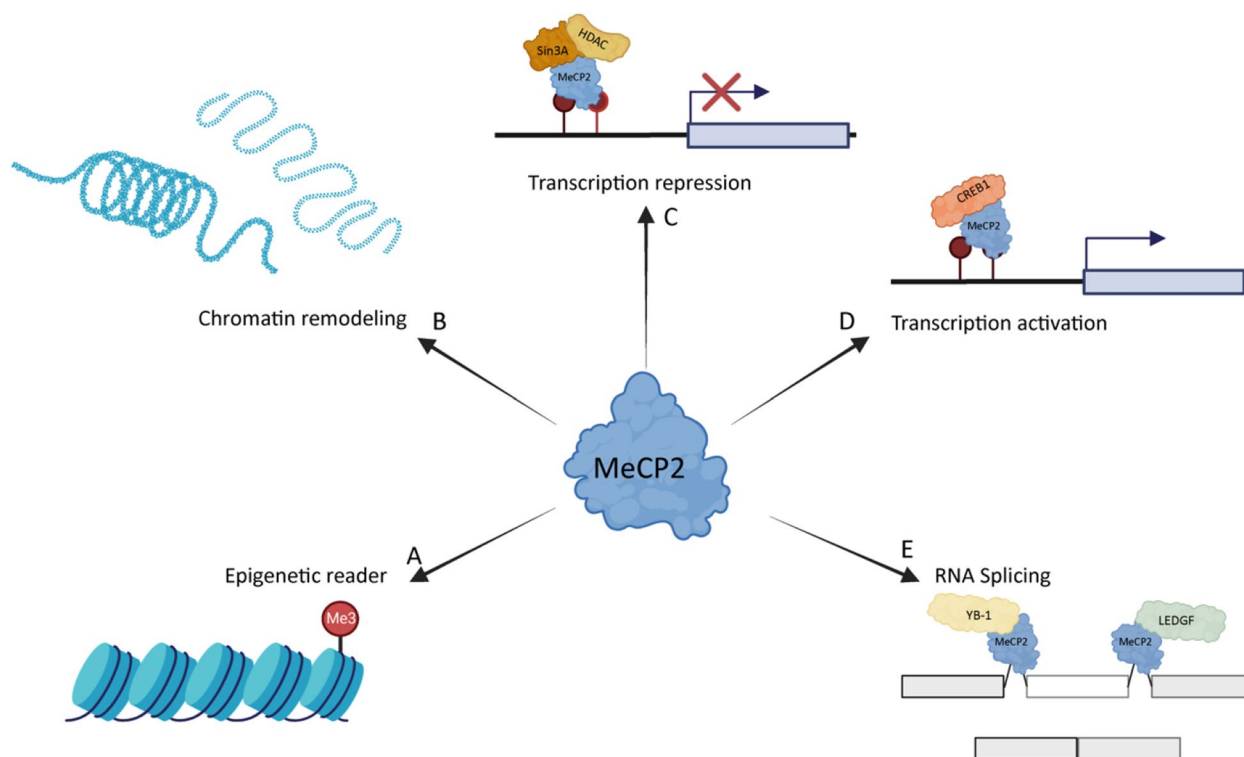 Sin3A
HDAC
MeCP2
Transcription repression
C
CREB1
MeCP2
Transcription activation
D
Chromatin remodeling
B
MeCP2
A
Epigenetic reader
Me3
E
RNA Splicing
YB-1
MeCP2
MeCP2
LEDGF